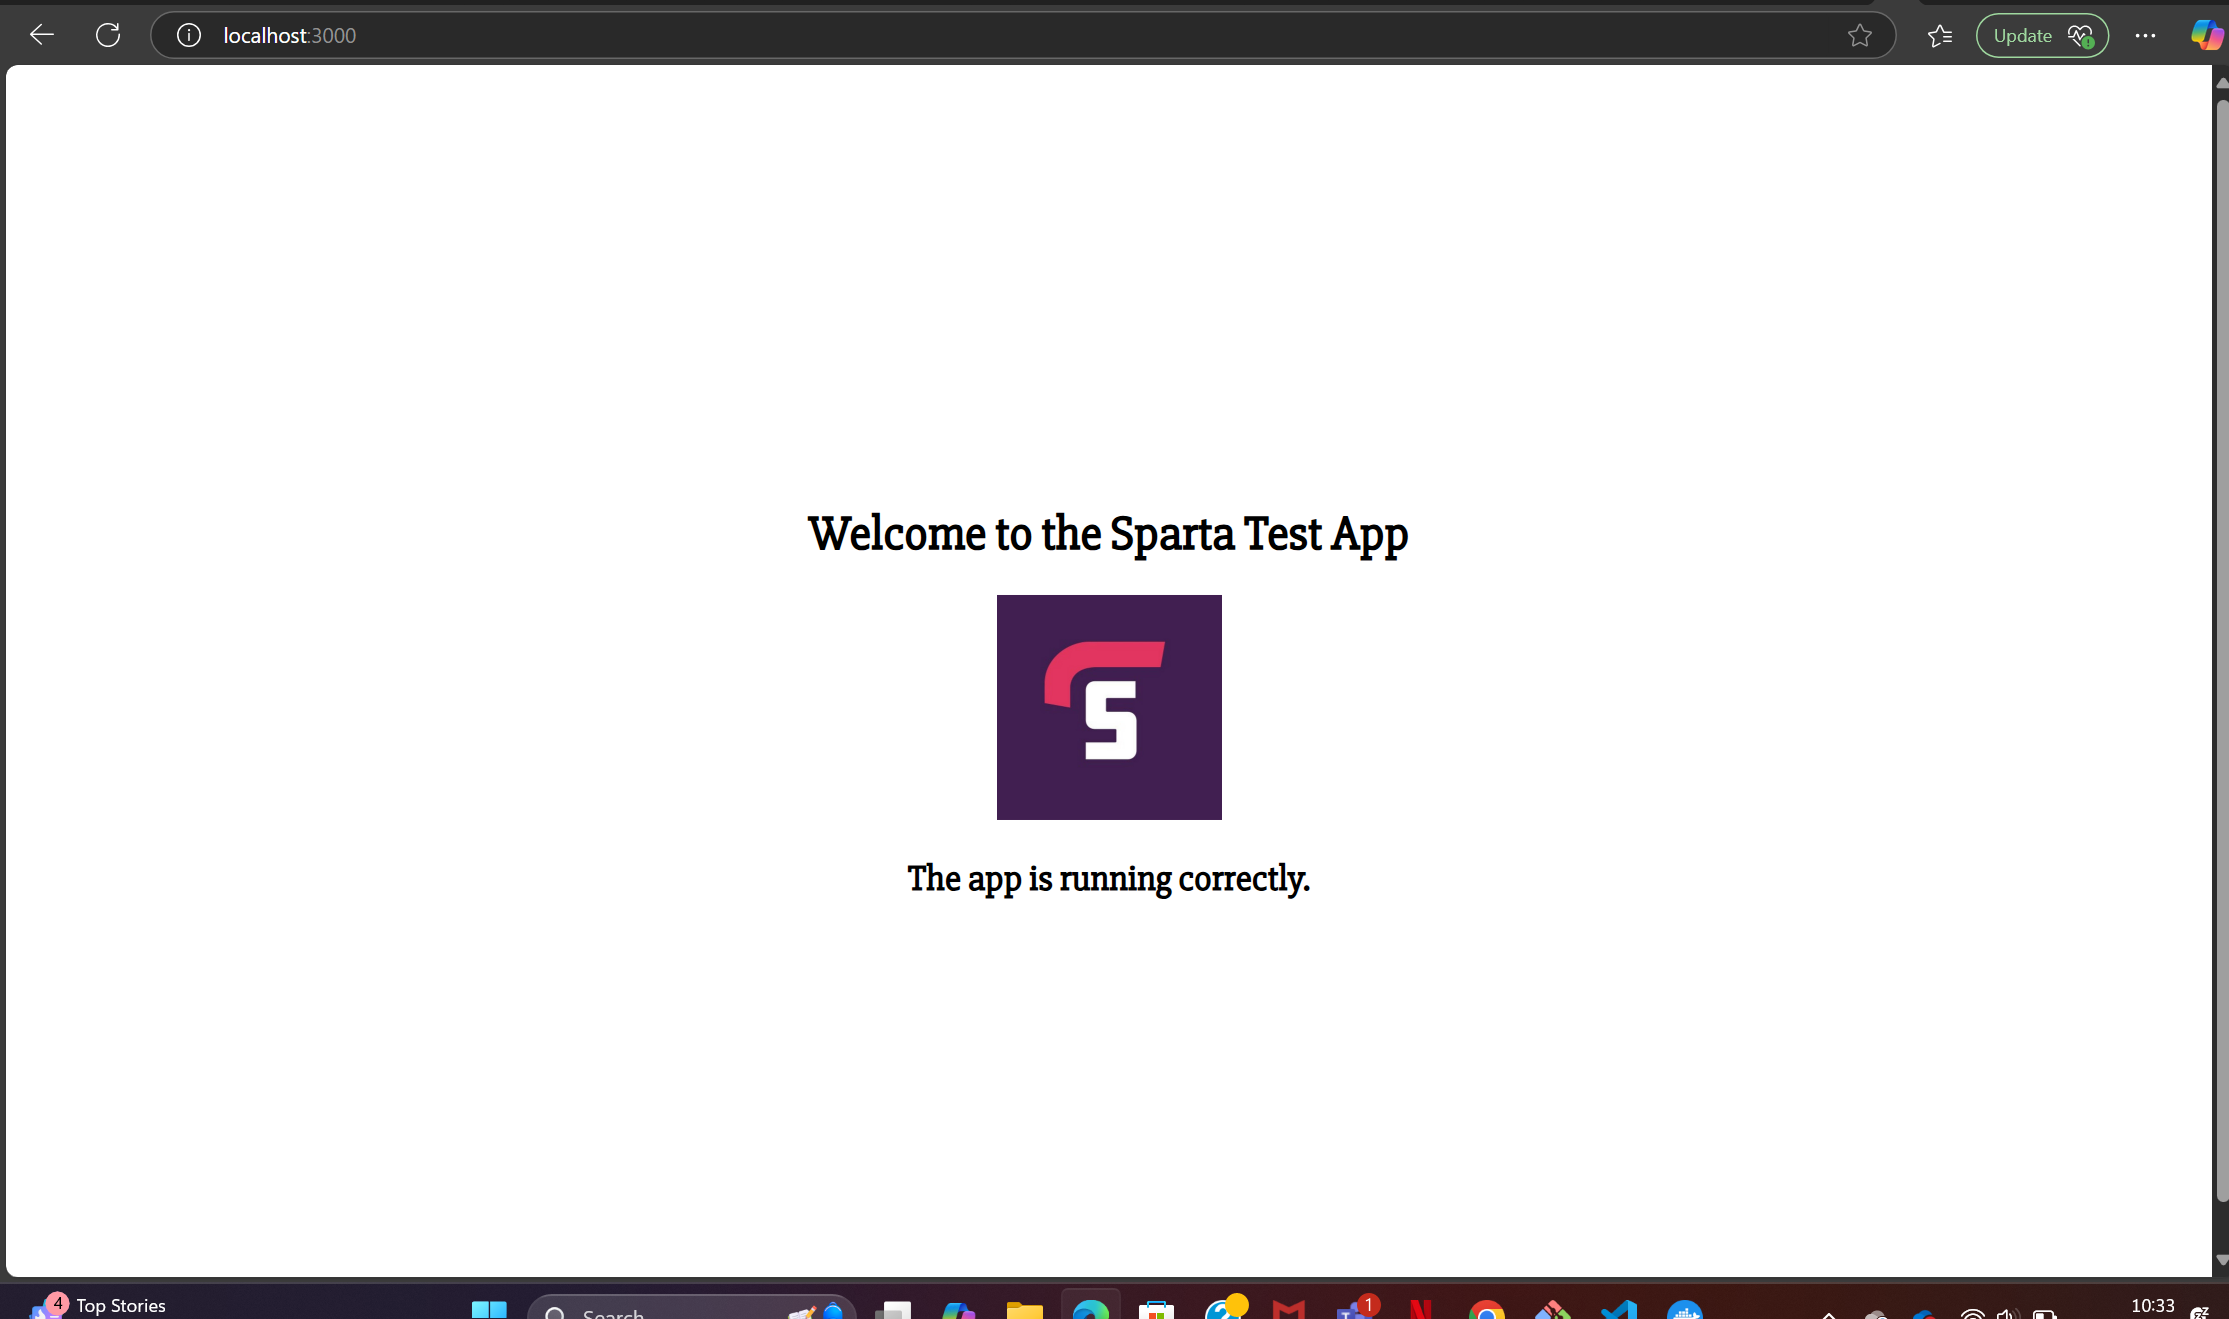 localhost:3000
Update
Welcome to the Sparta Test App
S
The app is running correctly.
4
Top Stories
Search
1
10:33